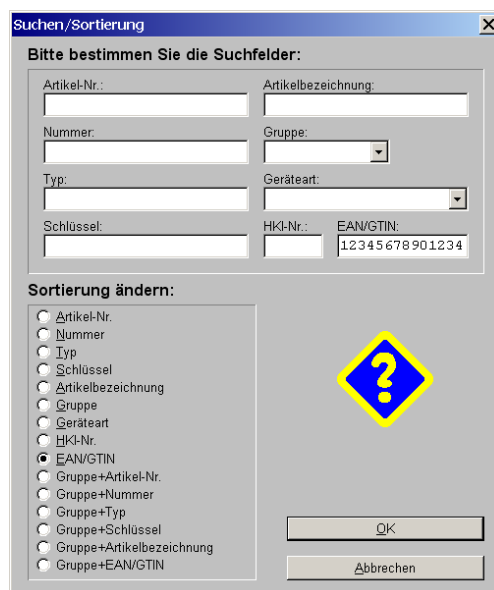 Suchen/Sortierung
Bitte bestimmen Sie die Suchfelder:
Artikel-Nr.: Artikelbezeichnung:
Nummer: Gruppe:
Typ: Geräteart:
Schlüssel: HKI-Nr.: EAN/GTIN:
12345678901234
Sortierung ändern:
Artikel-Nr.
Nummer
Typ
Schlüssel
Artikelbezeichnung
Gruppe
Geräteart
HKI-Nr.
EAN/GTIN
Gruppe+Artikel-Nr.
Gruppe+Nummer
Gruppe+Typ
Gruppe+Schlüssel
Gruppe+Artikelbezeichnung
Gruppe+EAN/GTIN
?
OK
Abbrechen